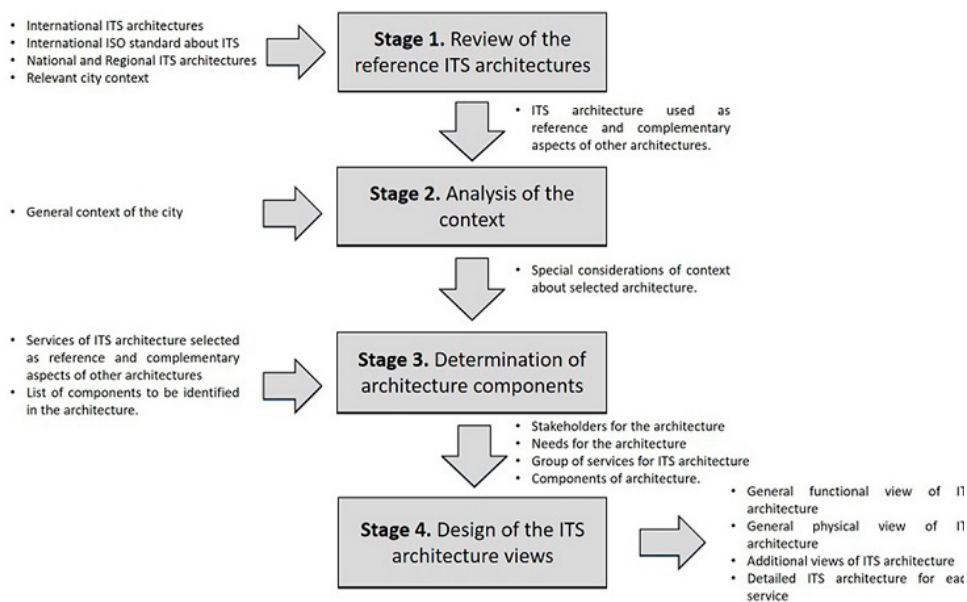 • International ITS architectures
• International ISO standard about ITS
• National and Regional ITS architectures
• Relevant city context
Stage 1. Review of the
reference ITS architectures
• ITS architecture used as
reference and complementary
aspects of other architectures.
• General context of the city
Stage 2. Analysis of the
context
• Special considerations of context
about selected architecture.
• Services of ITS architecture selected
as reference and complementary
aspects of other architectures
• List of components to be identified
in the architecture.
Stage 3. Determination of
architecture components
• Stakeholders for the architecture
• Needs for the architecture
• Group of services for ITS architecture
• Components of architecture.
Stage 4. Design of the ITS
architecture views
• General functional view of
architecture
• General physical view of
architecture
• Additional views of ITS architecture
• Detailed ITS architecture for
service